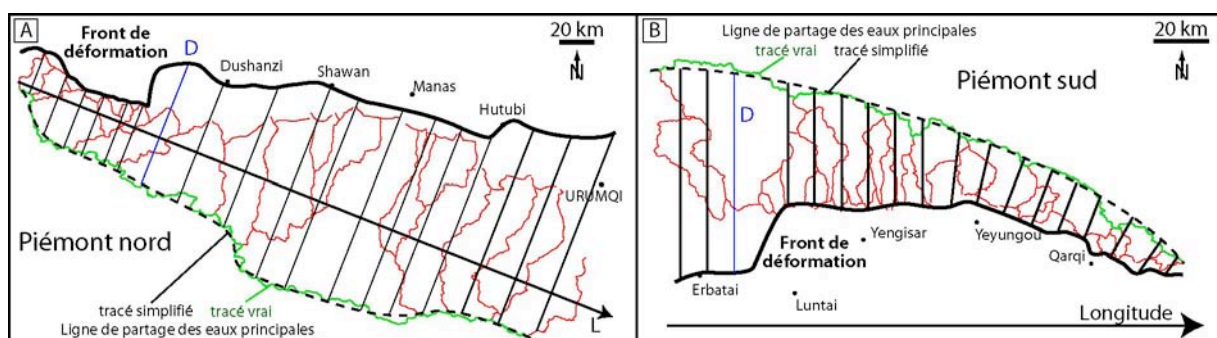 A
Front de
déformation
D
Dushanzi
Shawan
Manas
Hutubi
URUMQI
20 km
N
Piémont nord
tracé simplifié
tracé vrai
Ligne de partage des eaux principales
L
B
Ligne de partage des eaux principales
tracé vrai
tracé simplifié
20 km
N
Piémont sud
D
Front de
déformation
Yengisar
Yeyungou
Qarqi
Erbatai
Luntai
Longitude